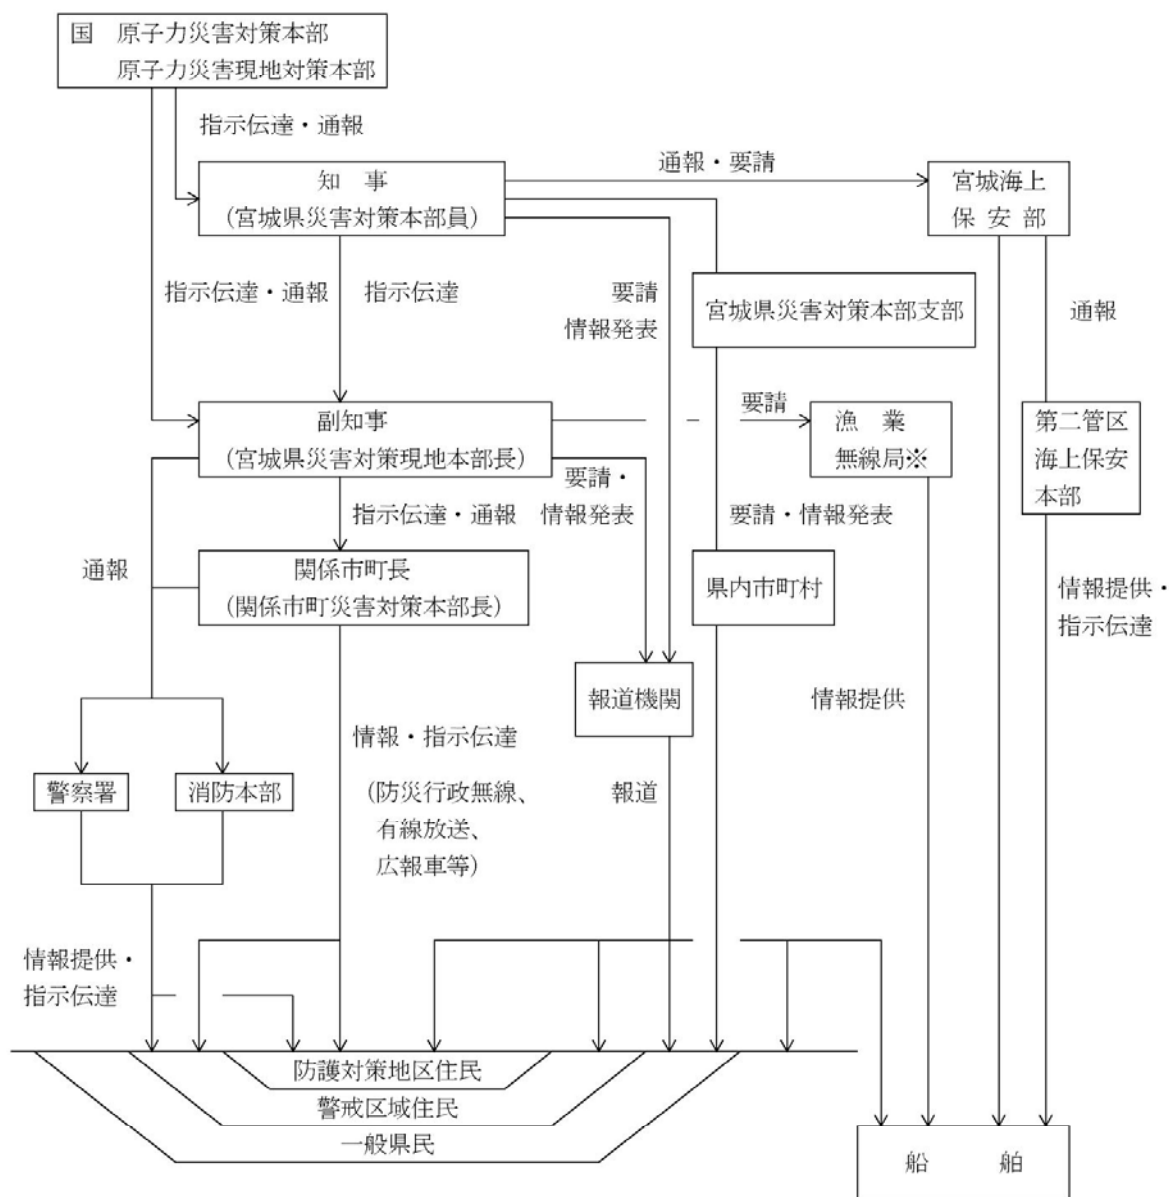 国 原子力災害対策本部
原子力災害現地対策本部
指示伝達・通報
通報・要請
知 事
（宮城県災害対策本部員）
宮城海上
保 安 部
指示伝達・通報
指示伝達
要請
情報発表
宮城県災害対策本部支部
通報
副知事
（宮城県災害対策現地本部長）
要請
漁 業
無線局※
第二管区
海上保安
本部
要請・
情報発表
指示伝達・通報
要請・情報発表
通報
関係市町長
（関係市町災害対策本部長）
県内市町村
情報提供・
指示伝達
報道機関
情報提供
情報・指示伝達
（防災行政無線、
有線放送、
広報車等）
報道
警察署
消防本部
情報提供・
指示伝達
防護対策地区住民
警戒区域住民
一般県民
船 舶